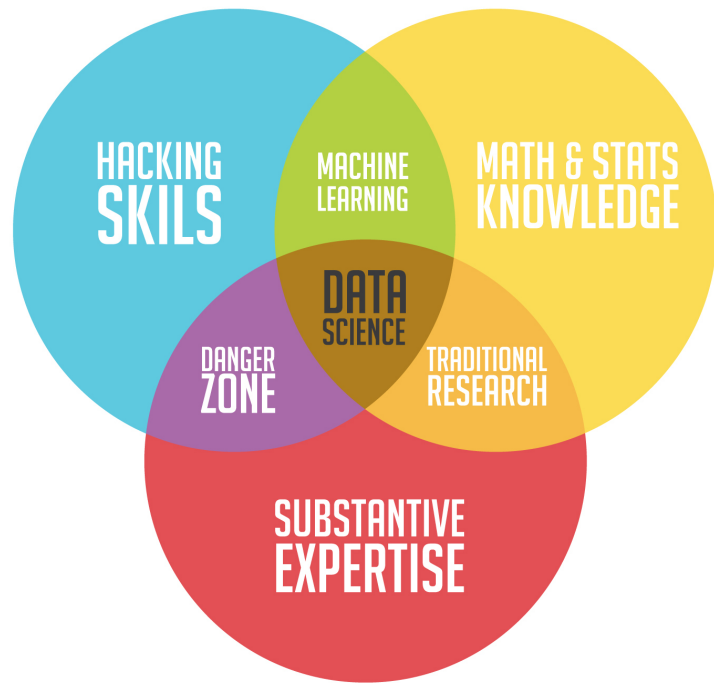 HACKING
SKILS
MACHINE
LEARNING
MATH & STATS
KNOWLEDGE
DATA
SCIENCE
DANGER
ZONE
TRADITIONAL
RESEARCH
SUBSTANTIVE
EXPERTISE